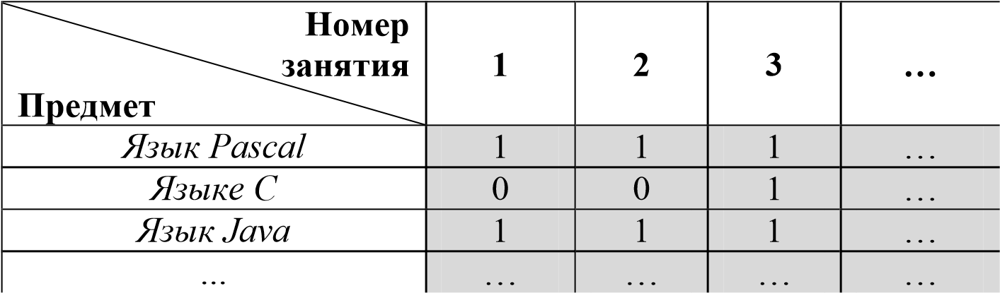 Номер
занятия
1 2 3 …
Предмет
Язык Pascal 1 1 1 …
Языке C 0 0 1 …
Язык Java 1 1 1 …
... … … … …